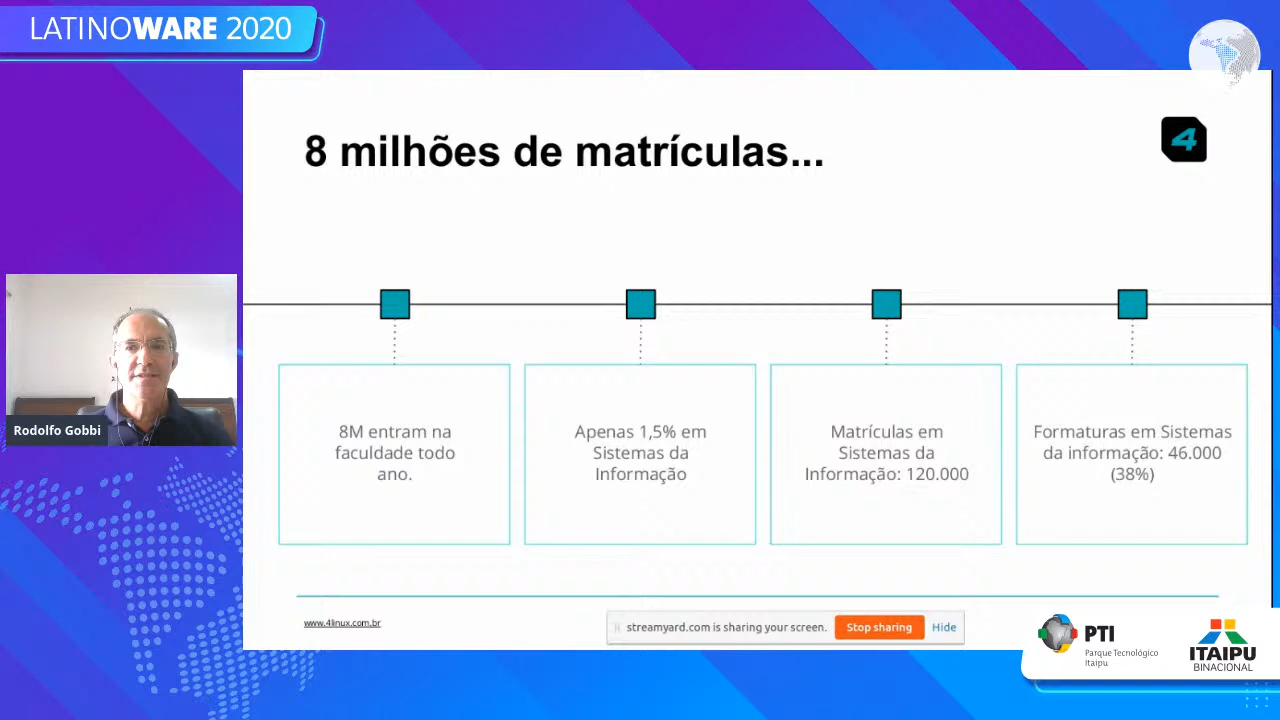 LATINOWARE 2020
8 milhões de matrículas...
4
8M entram na
faculdade todo
ano.
Apenas 1,5% em
Sistemas da
Informação
Matrículas em
Sistemas da
Informação: 120.000
Formaturas em Sistemas
da informação: 46.000
(38%)
Rodolfo Gobbi
www.4linux.com.br
streamyard.com is sharing your screen.
Stop sharing
Hide
PTI
Parque Tecnológico
Itaipu
ITAIPU
BINACIONAL